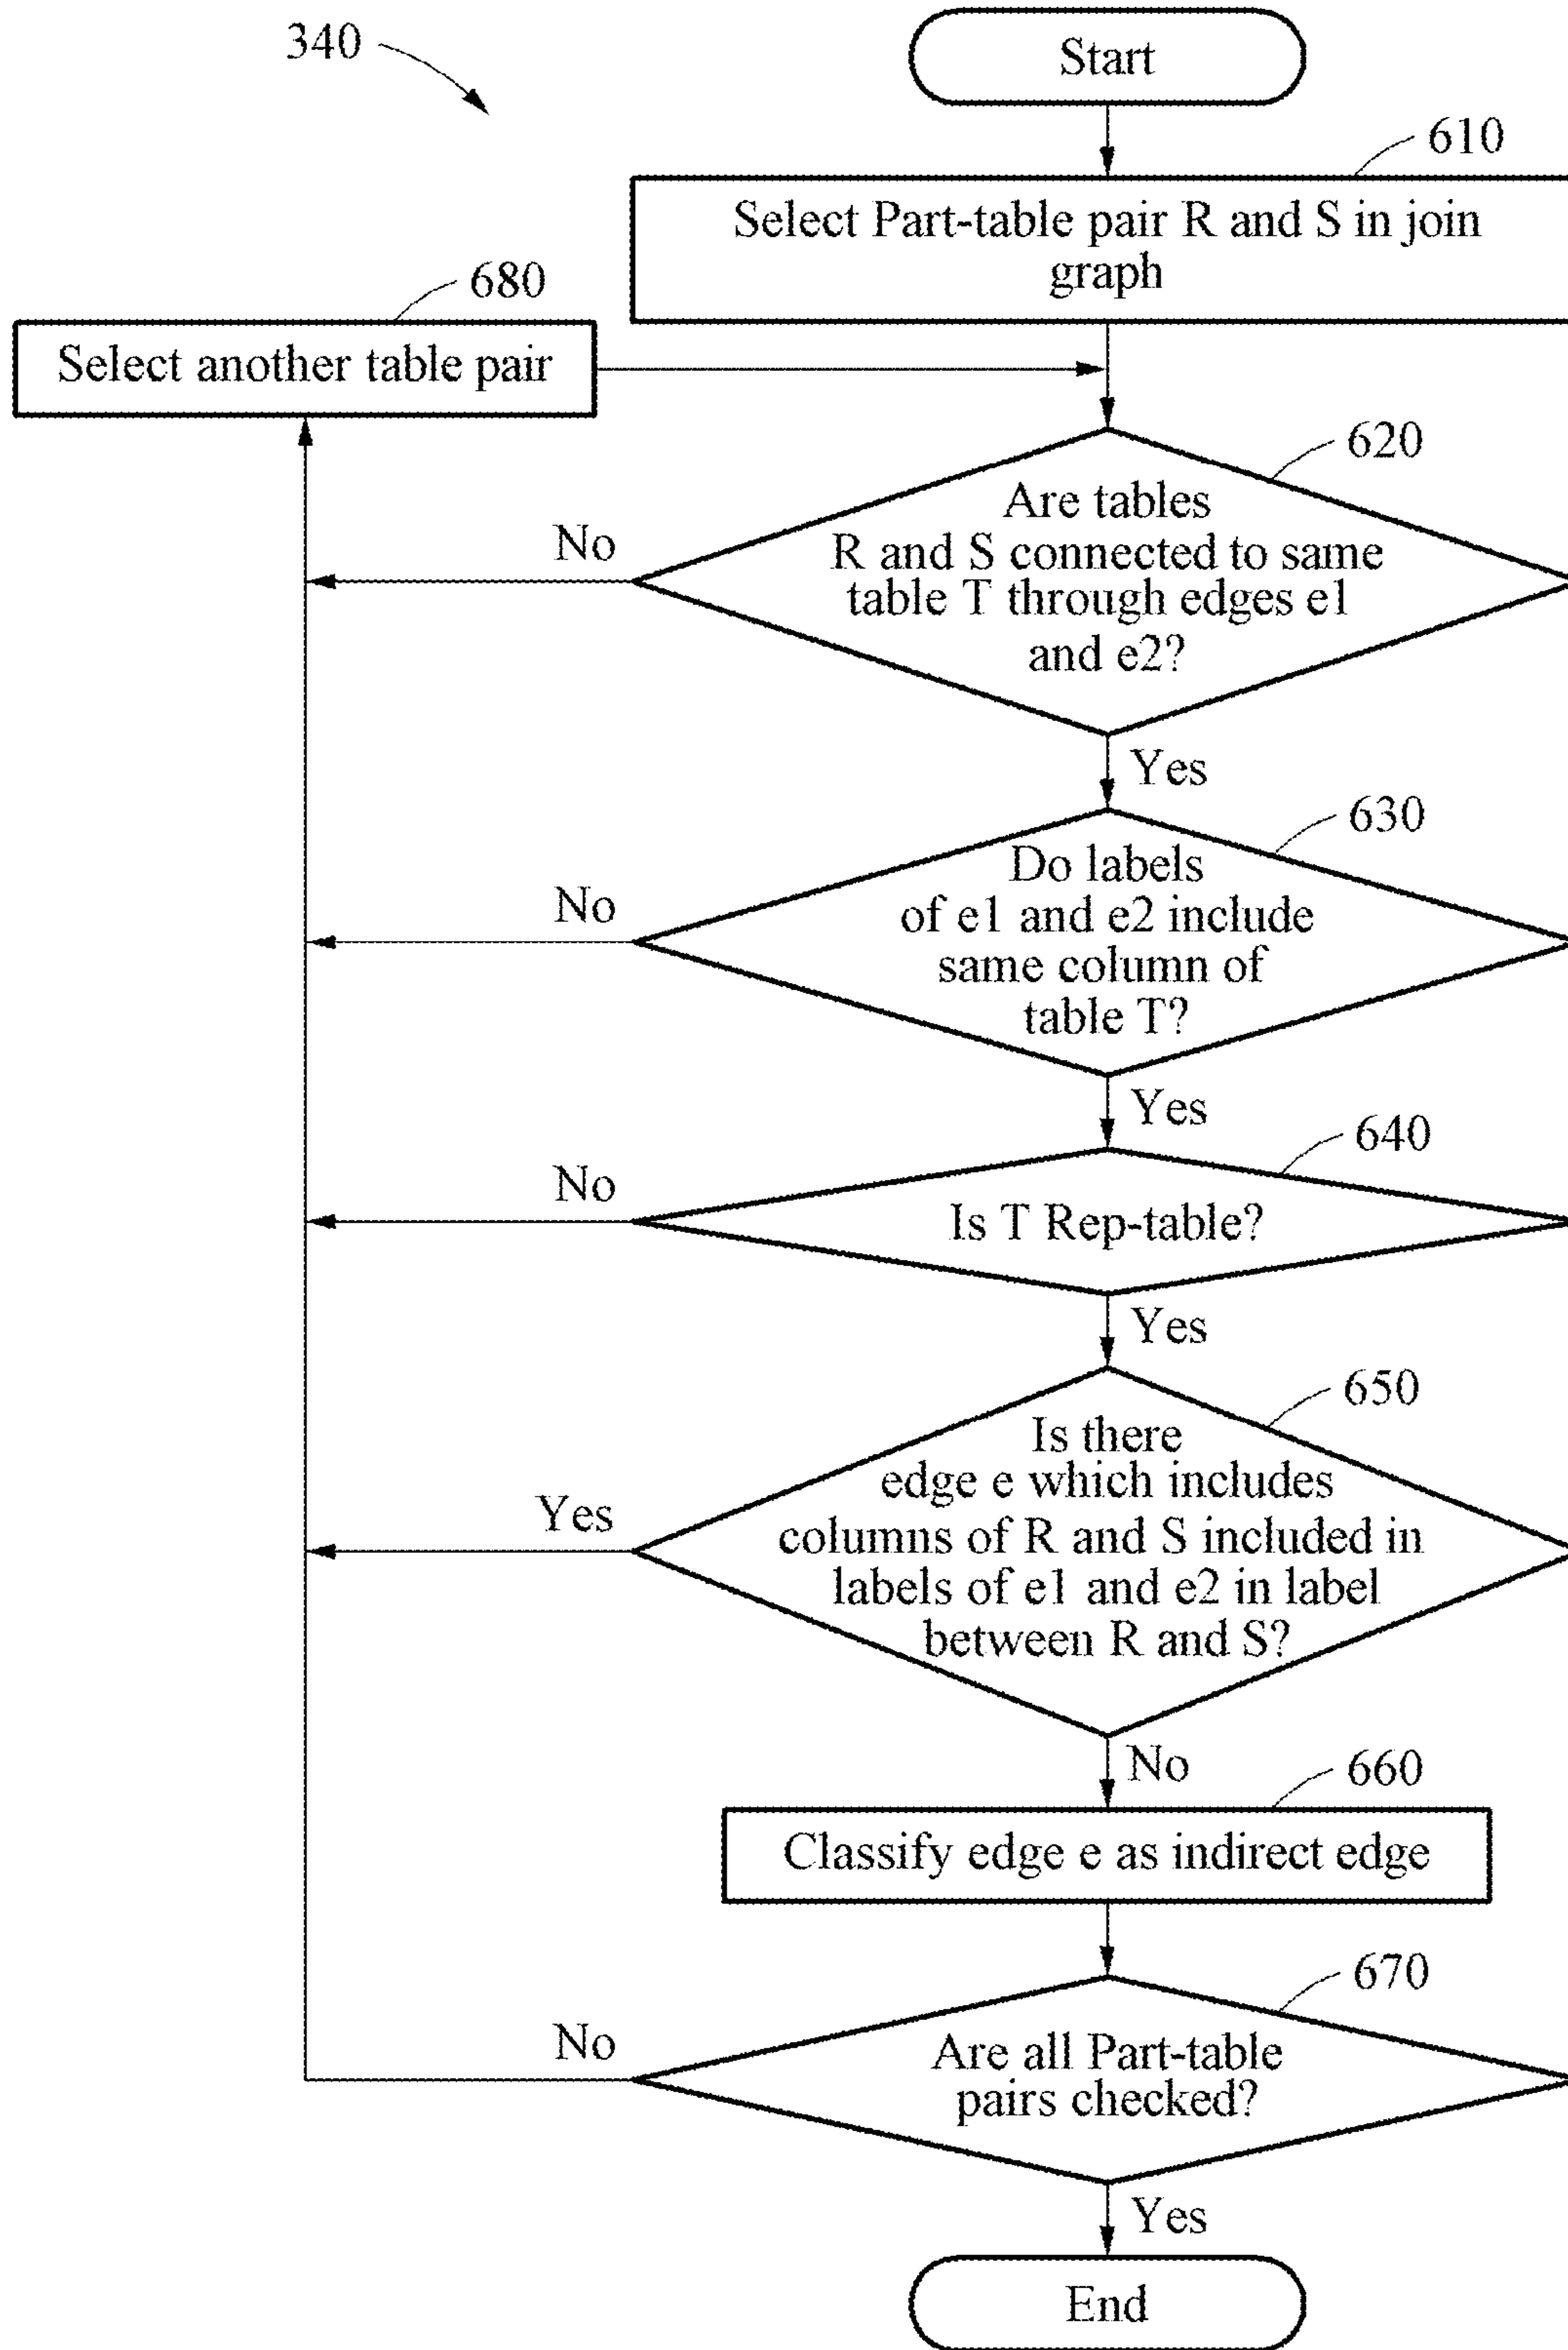 340
Start
610
Select Part-table pair R and S in join
graph
680
Select another table pair
620
Are tables
R and S connected to same
table T through edges e1
and e2?
No
Yes
630
Do labels
of e1 and e2 include
same column of
table T?
No
Yes
640
Is T Rep-table?
No
Yes
650
Is there
edge e which includes
columns of R and S included in
labels of e1 and e2 in label
between R and S?
Yes
No
660
Classify edge e as indirect edge
670
Are all Part-table
pairs checked?
No
Yes
End